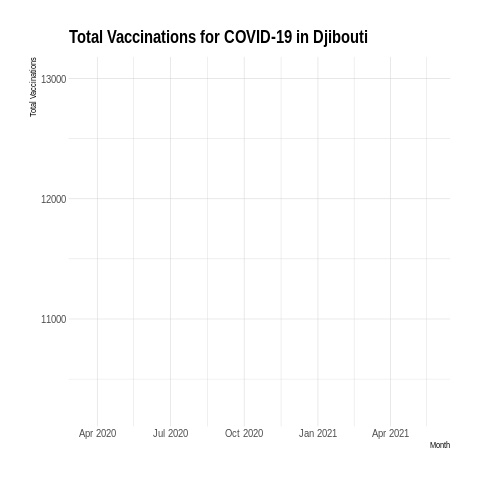 Total Vaccinations for COVID-19 in Djibouti
Total Vaccinations
13000
12000
11000
Apr 2020 Jul 2020 Oct 2020 Jan 2021 Apr 2021
Month